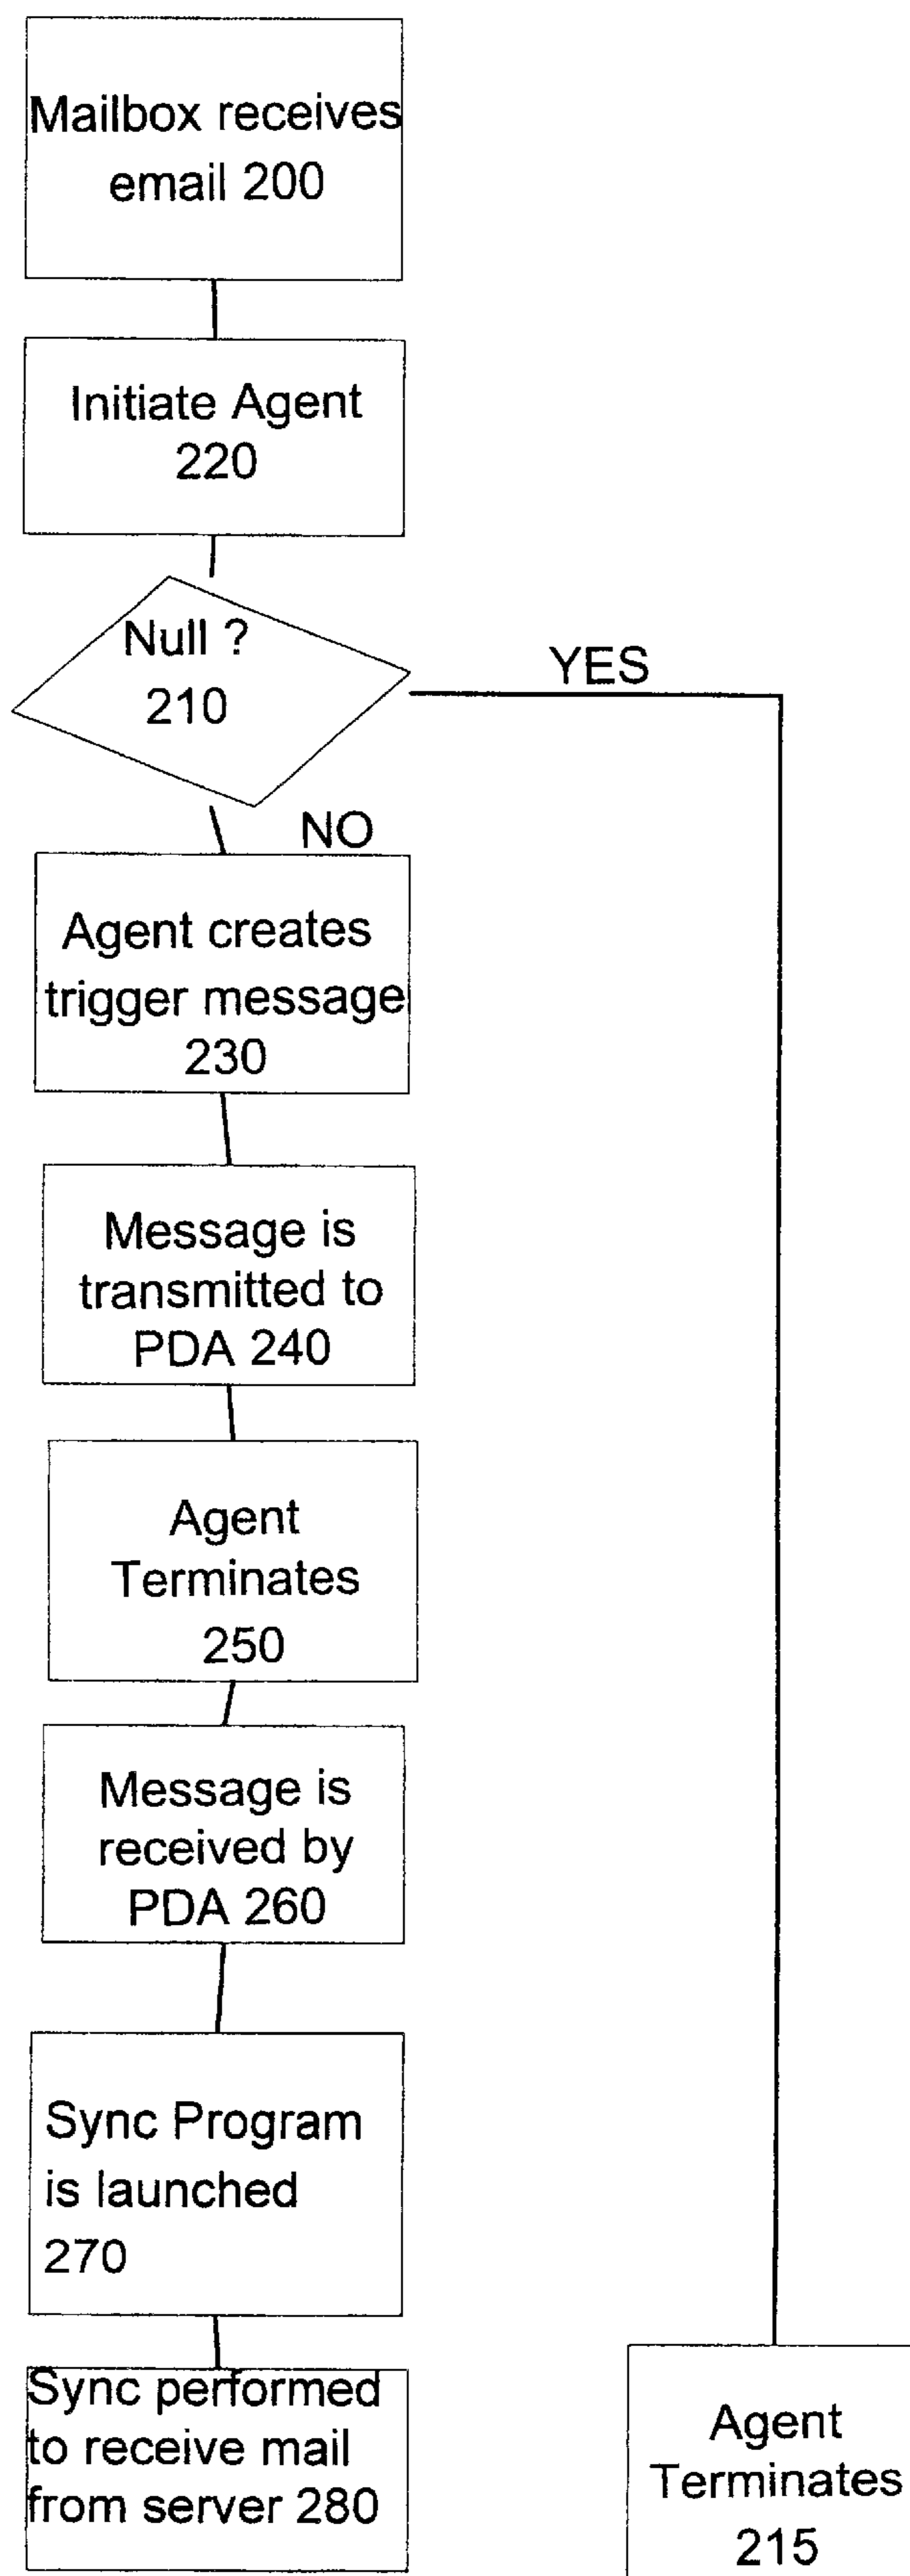 Mailbox receives
email 200
Initiate Agent
220
Null ?
210
YES
NO
Agent creates
trigger message
230
Message is
transmitted to
PDA 240
Agent
Terminates
250
Message is
received by
PDA 260
Sync Program
is launched
270
Sync performed
to receive mail
from server 280
Agent
Terminates
215